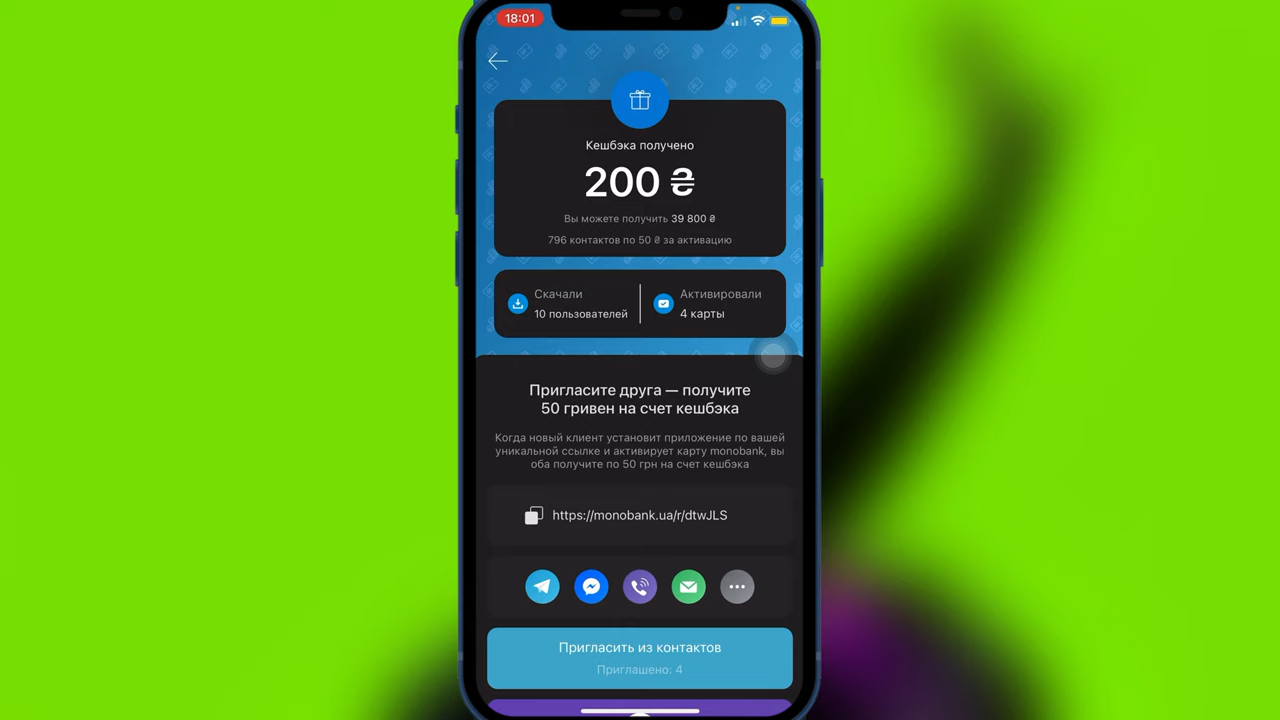 18:01
Кешбэка получено
200 ₴
Вы можете получить 39 800 ₴
796 контактов по 50 ₴ за активацию
Скачали
10 пользователей
Активировали
4 карты
Пригласите друга — получите
50 гривен на счет кешбэка
Когда новый клиент установит приложение по вашей
уникальной ссылке и активирует карту monobank, вы
оба получите по 50 грн на счет кешбэка
https://monobank.ua/r/dtwJLS
Пригласить из контактов
Приглашено: 4